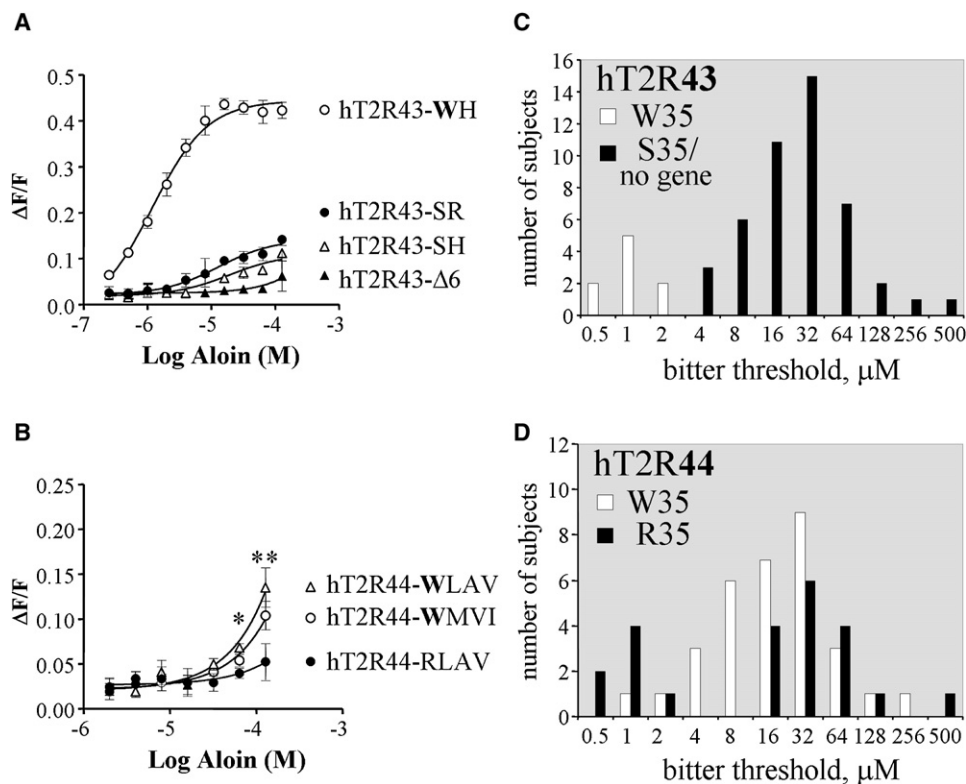 A
0.5
0.4
0.3
0.2
0.1
0.0
ΔF/F
-7 -6 -5 -4 -3
Log Aloin (M)
hT2R43-WH
hT2R43-SR
hT2R43-SH
hT2R43-Δ6
B
0.25
0.20
0.15
0.10
0.05
0.00
ΔF/F
* **
-6 -5 -4 -3
Log Aloin (M)
hT2R44-WLAV
hT2R44-WMVI
hT2R44-RLAV
C
16
14
12
10
8
6
4
2
0
number of subjects
hT2R43
W35
S35/
no gene
0.5 1 2 4 8 16 32 64 128 256 500
bitter threshold, μM
D
12
10
8
6
4
2
0
number of subjects
hT2R44
W35
R35
0.5 1 2 4 8 16 32 64 128 256 500
bitter threshold, μM